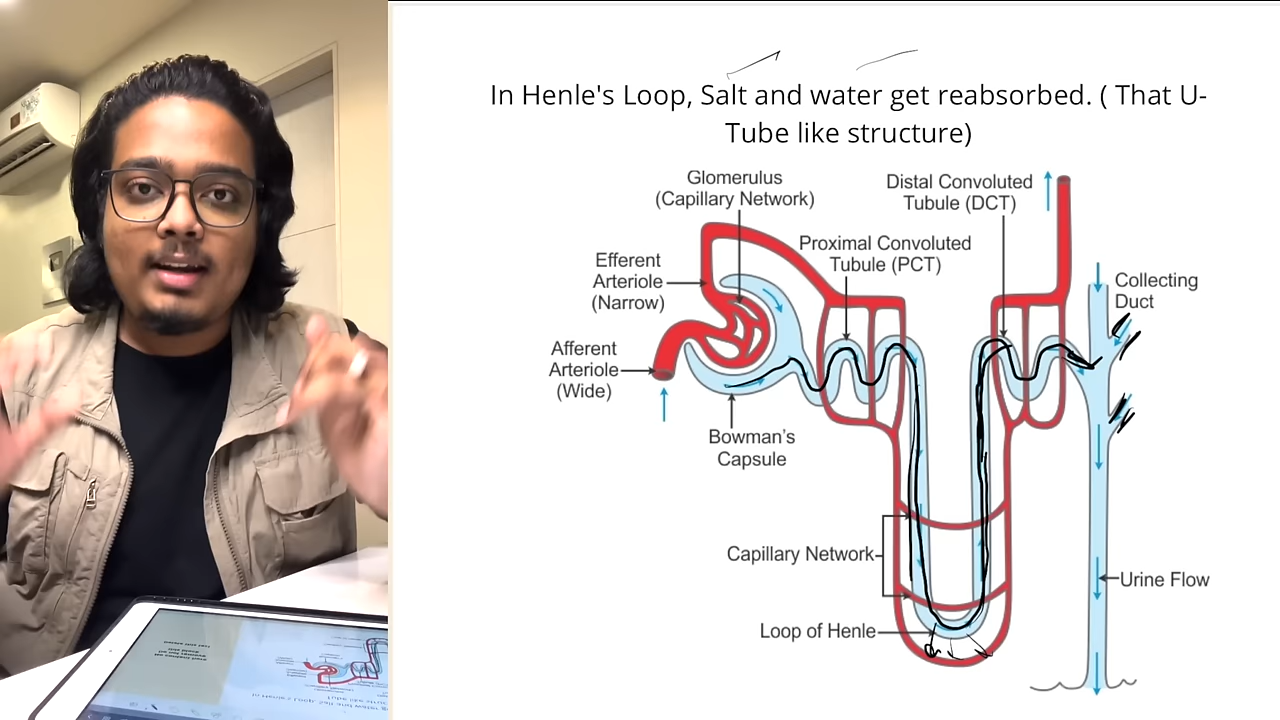 In Henle's Loop, Salt and water get reabsorbed. ( That U-
Tube like structure)
Glomerulus
(Capillary Network)
Distal Convoluted
Tubule (DCT)
Proximal Convoluted
Tubule (PCT)
Efferent
Arteriole
(Narrow)
Collecting
Duct
Afferent
Arteriole
(Wide)
Bowman's
Capsule
Capillary Network
Urine Flow
Loop of Henle